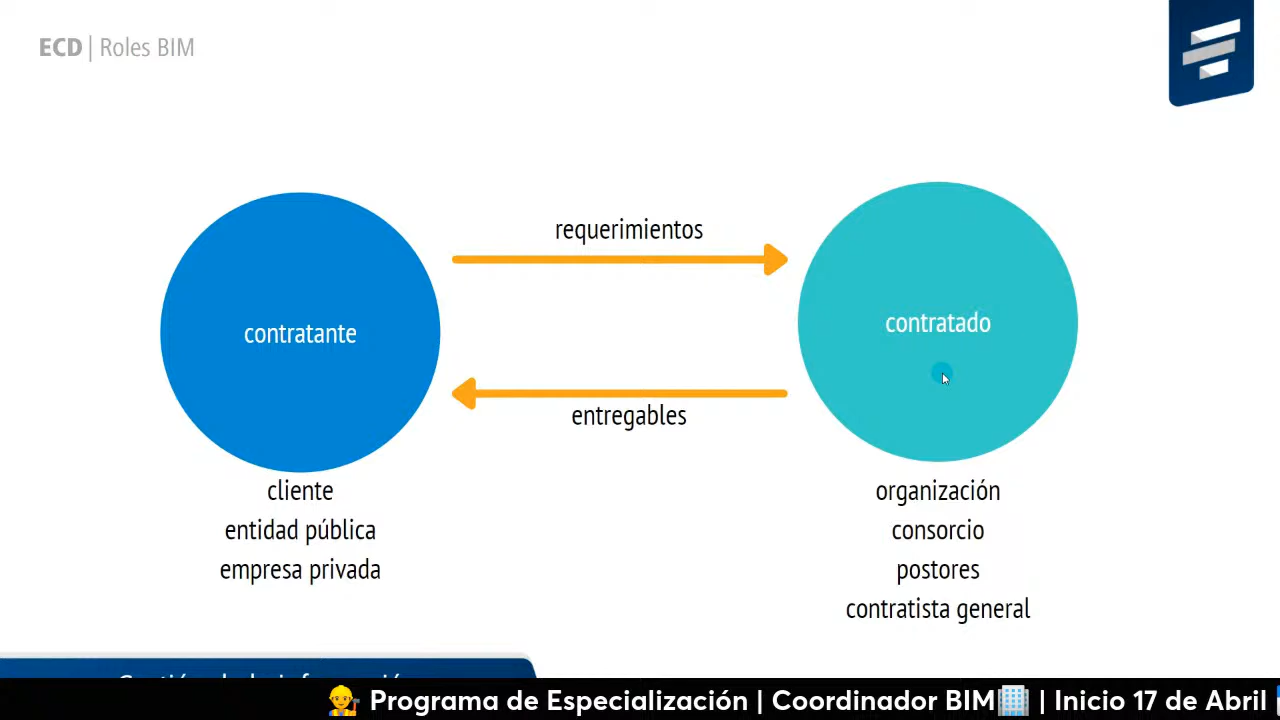 ECD | Roles BIM
requerimientos
contratante
contratado
entregables
cliente
entidad pública
empresa privada
organización
consorcio
postores
contratista general
Programa de Especialización | Coordinador BIM | Inicio 17 de Abril